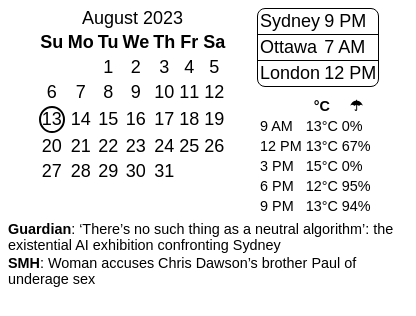 August 2023
Su Mo Tu We Th Fr Sa
1 2 3 4 5
6 7 8 9 10 11 12
13 14 15 16 17 18 19
20 21 22 23 24 25 26
27 28 29 30 31
Sydney 9 PM
Ottawa 7 AM
London 12 PM
°C ☂
9 AM 13°C 0%
12 PM 13°C 67%
3 PM 15°C 0%
6 PM 12°C 95%
9 PM 13°C 94%
Guardian: ‘There’s no such thing as a neutral algorithm’: the
existential AI exhibition confronting Sydney
SMH: Woman accuses Chris Dawson’s brother Paul of
underage sex